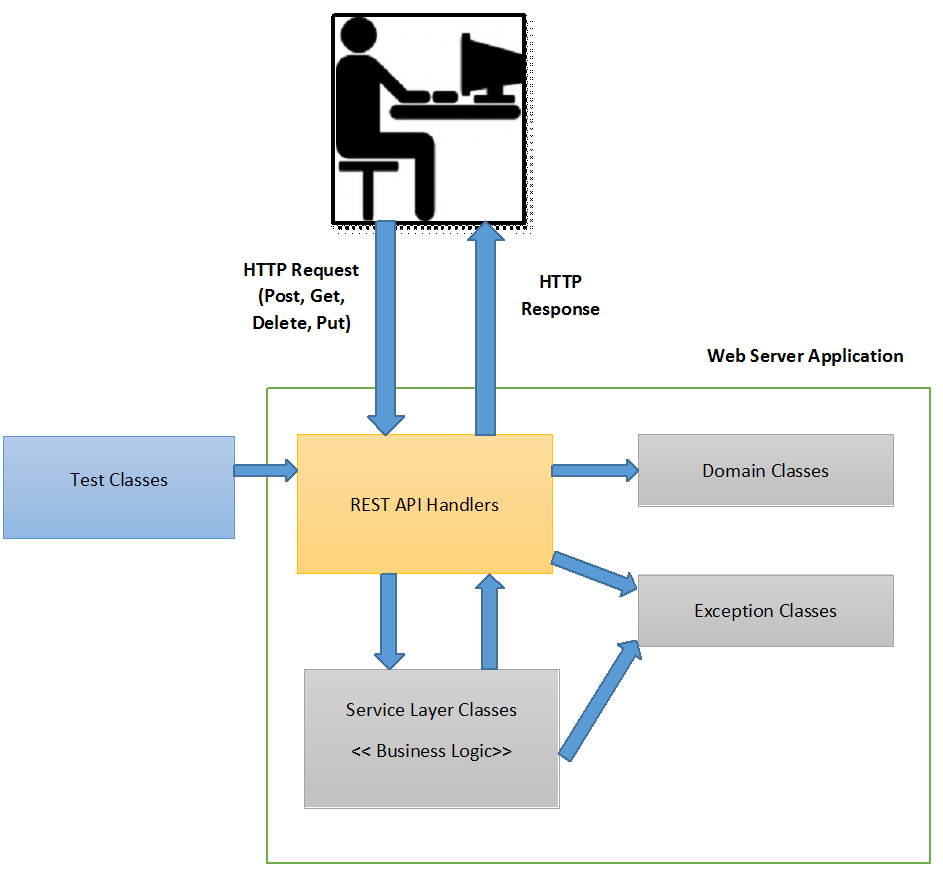 HTTP Request
(Post, Get,
Delete, Put)
HTTP
Response
Web Server Application
Test Classes
REST API Handlers
Domain Classes
Exception Classes
Service Layer Classes
<< Business Logic>>